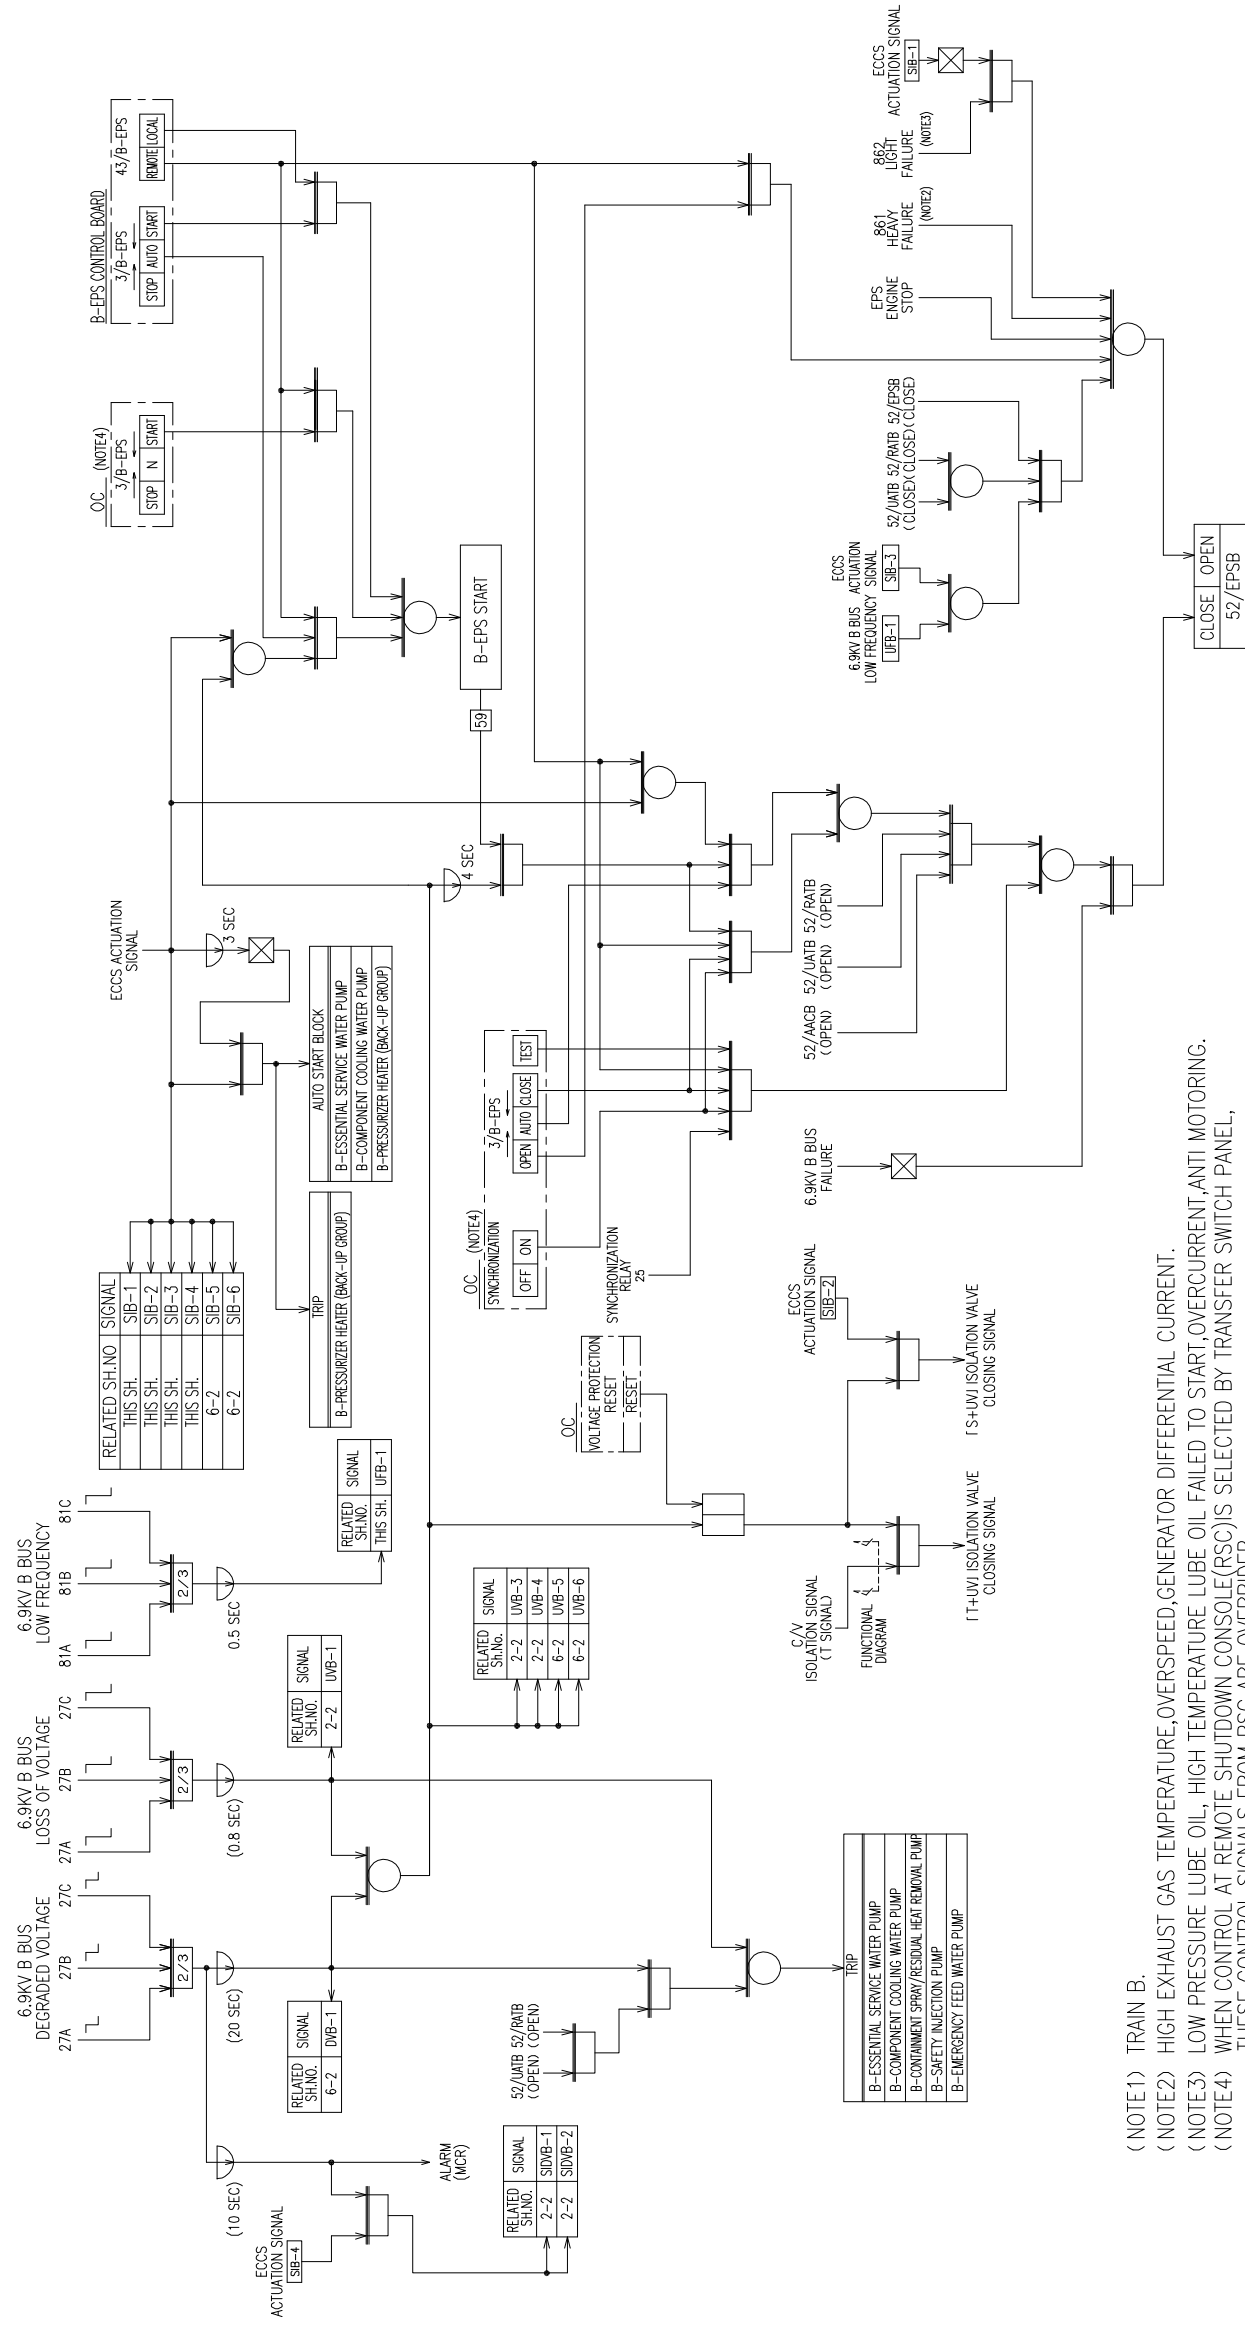 6.9KV B BUS
DEGRADED VOLTAGE
27A
27B
27C
2/3
(20 SEC)
(10 SEC)
6.9KV B BUS
LOSS OF VOLTAGE
27A
27B
27C
2/3
(0.8 SEC)
6.9KV B BUS
LOW FREQUENCY
81A
81B
81C
2/3
0.5 SEC
RELATED SH.NO
SIGNAL
THIS SH.
SIB-1
THIS SH.
SIB-2
THIS SH.
SIB-3
THIS SH.
SIB-4
6-2
SIB-5
6-2
SIB-6
ECCS ACTUATION
SIGNAL
3 SEC
OC
(NOTE4)
3/B-EPS
STOP
N
START
B-EPS CONTROL BOARD
3/B-EPS
STOP
AUTO
START
43/B-EPS
REMOTE
LOCAL
ECCS
ACTUATION SIGNAL
SIB-4
ALARM
(MCR)
RELATED
SH.NO.
SIGNAL
6-2
DVB-1
RELATED
SH.NO.
SIGNAL
2-2
UVB-1
RELATED
SH.NO.
SIGNAL
THIS SH.
UFB-1
TRIP
B-PRESSURIZER HEATER (BACK-UP GROUP)
AUTO START BLOCK
B-ESSENTIAL SERVICE WATER PUMP
B-COMPONENT COOLING WATER PUMP
B-PRESSURIZER HEATER (BACK-UP GROUP)
4 SEC
59
B-EPS START
RELATED
SH.NO.
SIGNAL
2-2
SIDVB-1
2-2
SIDVB-2
52/UATB
(OPEN)
52/RATB
(OPEN)
RELATED
Sh.No.
SIGNAL
2-2
UVB-3
2-2
UVB-4
6-2
UVB-5
6-2
UVB-6
OC
VOLTAGE PROTECTION
RESET
RESET
OC
(NOTE4)
SYNCHRONIZATION
OFF
ON
3/B-EPS
OPEN
AUTO
CLOSE
TEST
SYNCHRONIZATION
RELAY
25
TRIP
B-ESSENTIAL SERVICE WATER PUMP
B-COMPONENT COOLING WATER PUMP
B-CONTAINMENT SPRAY/RESIDUAL HEAT REMOVAL PUMP
B-SAFETY INJECTION PUMP
B-EMERGENCY FEED WATER PUMP
C/V
ISOLATION SIGNAL
(T SIGNAL)
FUNCTIONAL
DIAGRAM
ECCS
ACTUATION SIGNAL
SIB-2
「T+UV」 ISOLATION VALVE
CLOSING SIGNAL
「S+UV」 ISOLATION VALVE
CLOSING SIGNAL
6.9KV B BUS
FAILURE
52/AACB
(OPEN)
52/UATB
(OPEN)
52/RATB
(OPEN)
6.9KV B BUS
LOW FREQUENCY
UFB-1
ECCS
ACTUATION
SIGNAL
SIB-3
52/UATB
(CLOSE)
52/RATB
(CLOSE)
52/EPSB
(CLOSE)
EPS
ENGINE
STOP
861
HEAVY
FAILURE
(NOTE2)
862
LIGHT
FAILURE
(NOTE3)
ECCS
ACTUATION SIGNAL
SIB-1
CLOSE
OPEN
52/EPSB
(NOTE1) TRAIN B.
(NOTE2) HIGH EXHAUST GAS TEMPERATURE,OVERSPEED,GENERATOR DIFFERENTIAL CURRENT.
(NOTE3) LOW PRESSURE LUBE OIL, HIGH TEMPERATURE LUBE OIL FAILED TO START,OVERCURRENT,ANTI MOTORING.
(NOTE4) WHEN CONTROL AT REMOTE SHUTDOWN CONSOLE(RSC)IS SELECTED BY TRANSFER SWITCH PANEL,